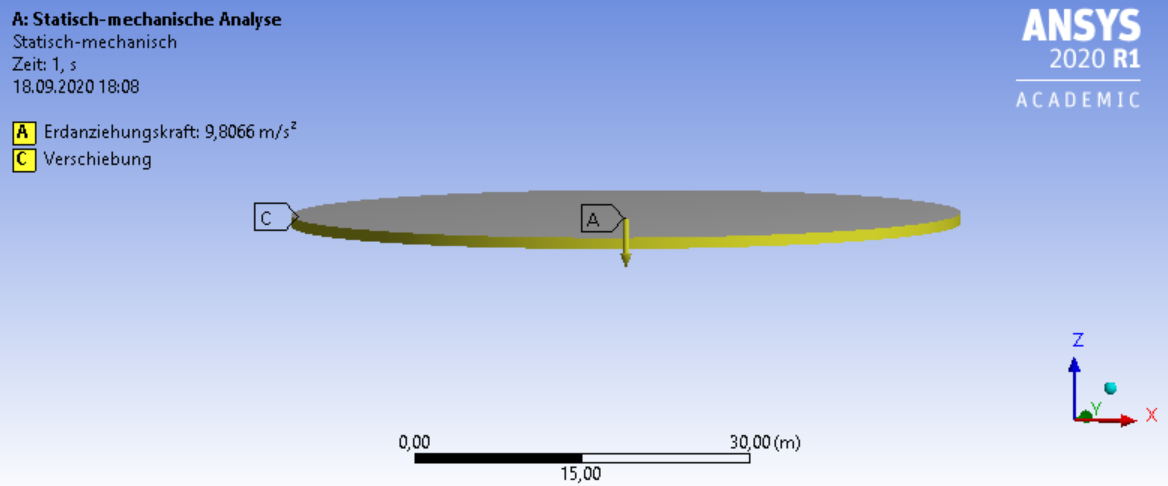 A: Statisch-mechanische Analyse
Statisch-mechanisch
Zeit: 1, s
18.09.2020 18:08
A Erdanziehungskraft: 9,8066 m/s²
C Verschiebung
ANSYS
2020 R1
ACADEMIC
C
A
Z
Y
X
0,00 30,00 (m)
15,00